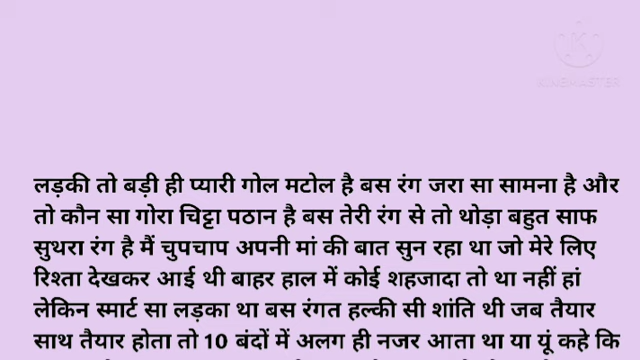 KINEMASTER
लड़की तो बड़ी ही प्यारी गोल मटोल है बस रंग जरा सा सामना है और
तो कौन सा गोरा चिट्टा पठान है बस तेरी रंग से तो थोड़ा बहुत साफ
सुथरा रंग है मैं चुपचाप अपनी मां की बात सुन रहा था जो मेरे लिए
रिश्ता देखकर आई थी बाहर हाल में कोई शहजादा तो था नहीं हां
लेकिन स्मार्ट सा लड़का था बस रंगत हल्की सी शांति थी जब तैयार
साथ तैयार होता तो 10 बंदों में अलग ही नजर आता था या यूं कहे कि